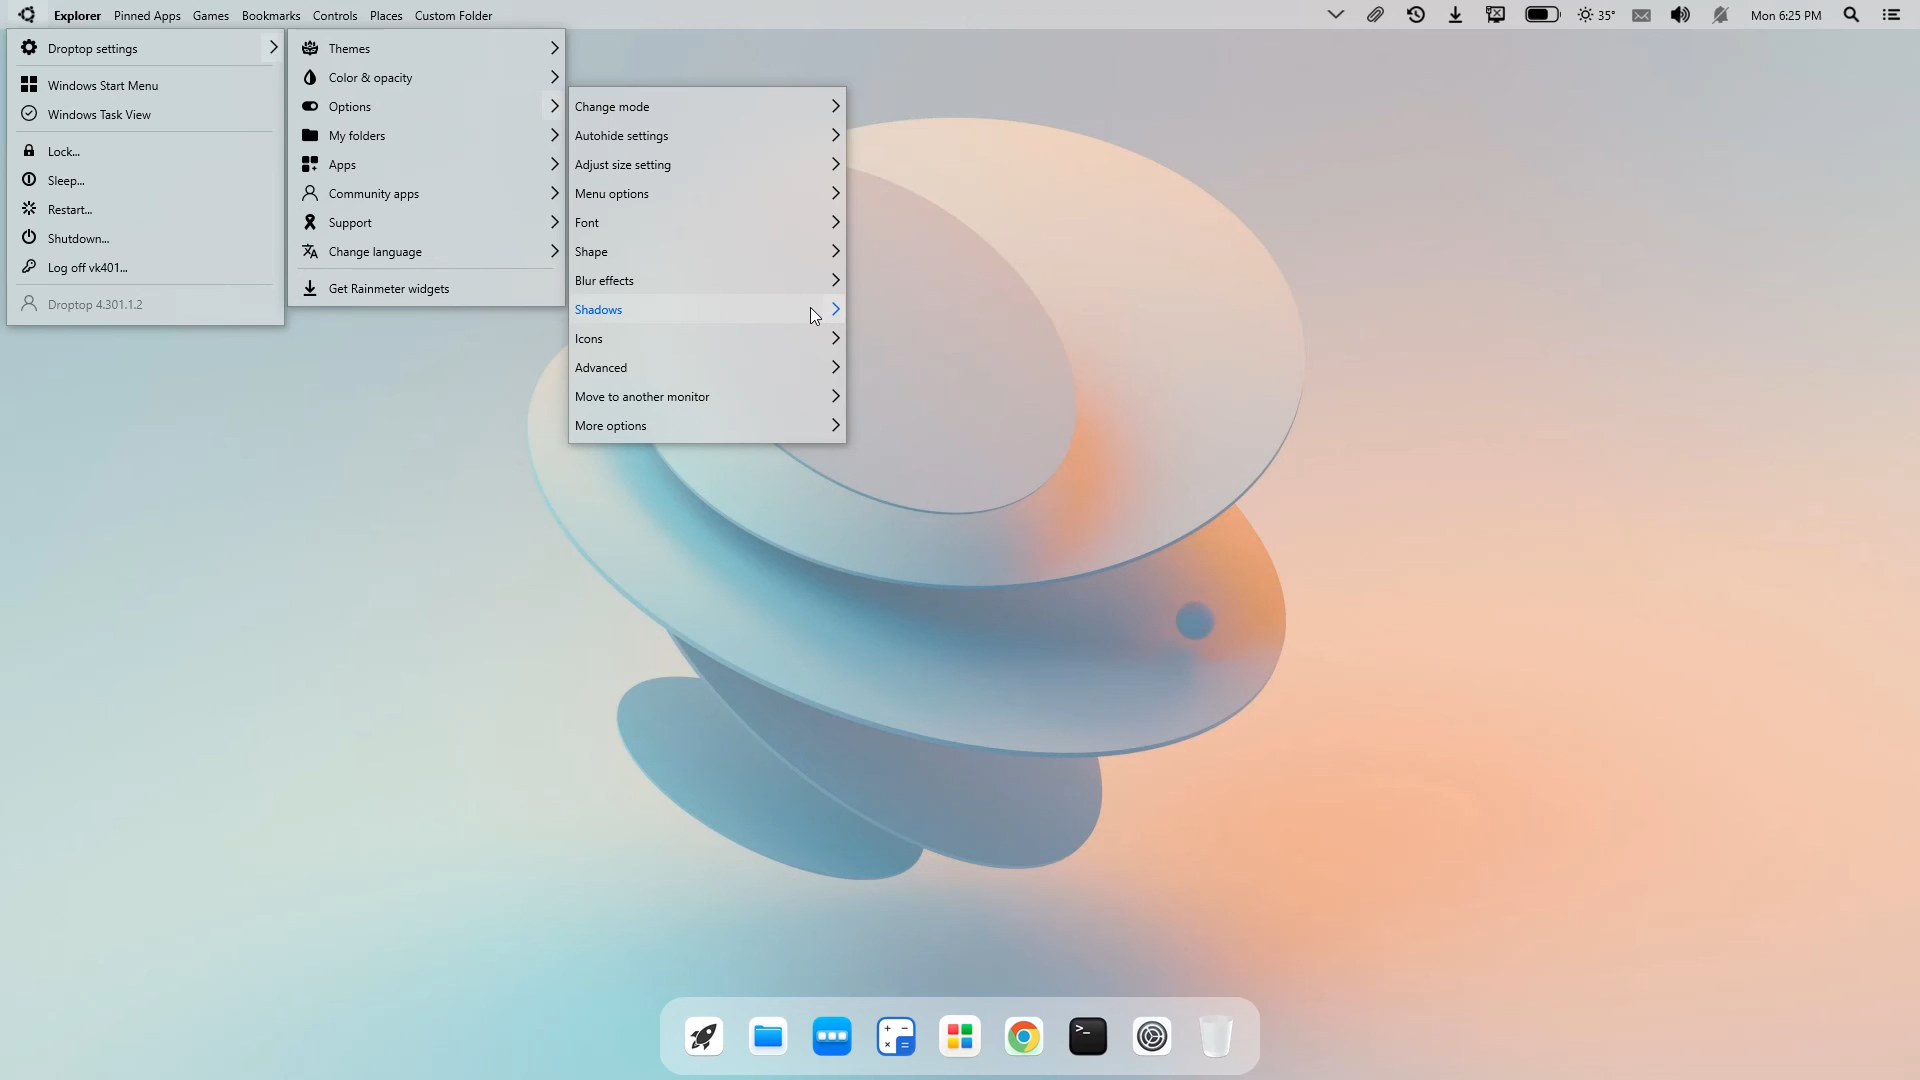 Explorer Pinned Apps Games Bookmarks Controls Places Custom Folder 35° Mon 6:25 PM
Droptop settings
Windows Start Menu
Windows Task View
Lock...
Sleep...
Restart...
Shutdown...
Log off vk401...
Droptop 4.301.1.2
Themes
Color & opacity
Options
My folders
Apps
Community apps
Support
Change language
Get Rainmeter widgets
Change mode
Autohide settings
Adjust size setting
Menu options
Font
Shape
Blur effects
Shadows
Icons
Advanced
Move to another monitor
More options